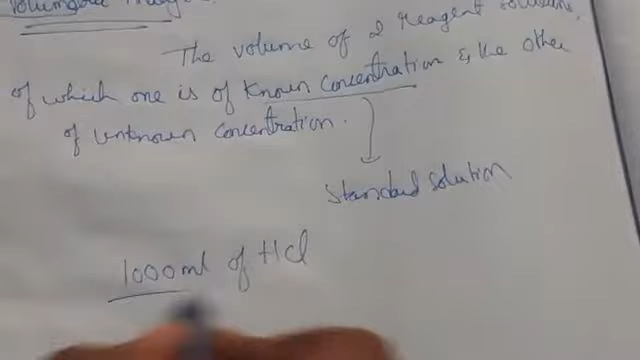 Volumetric
The volume of 2 reagent solutions,
of which one is of known concentration & the other
of unknown concentration.
Standard solution
1000ml of HCl